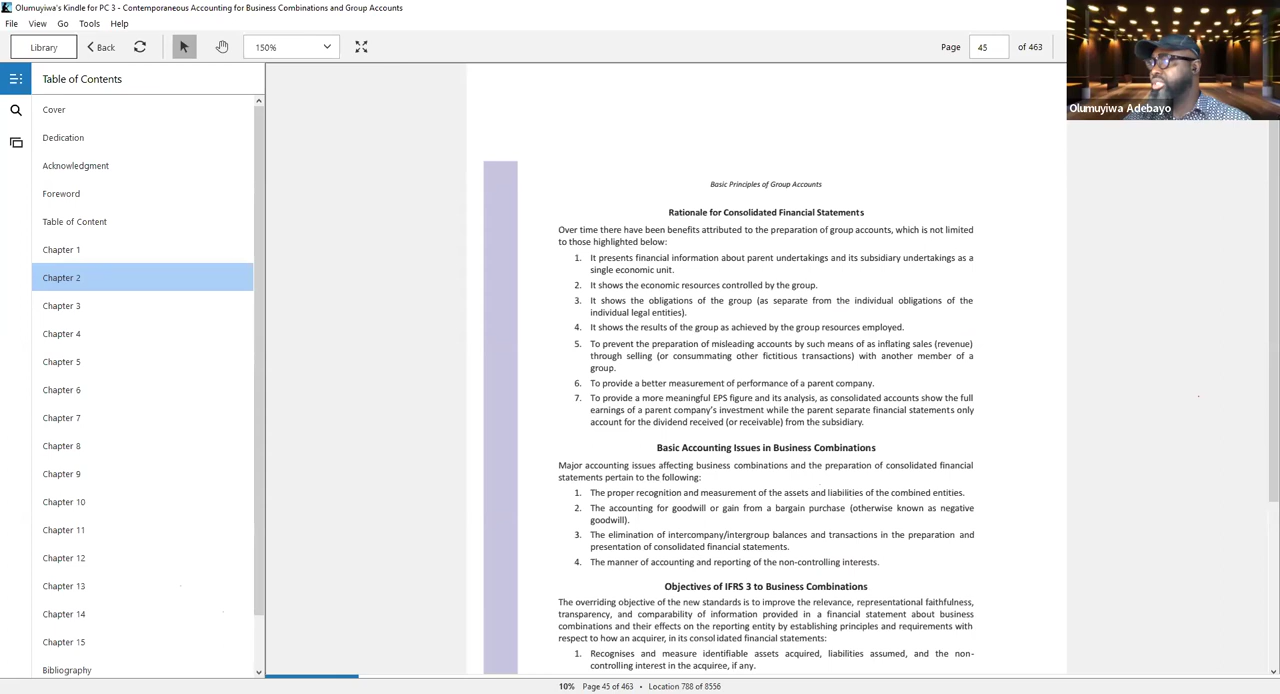 Olumuyiwa's Kindle for PC 3 - Contemporaneous Accounting for Business Combinations and Group Accounts
File View Go Tools Help
Library Back 150% Page 45 of 463
Olumuyiwa Adebayo
Table of Contents
Cover
Dedication
Acknowledgment
Foreword
Table of Content
Chapter 1
Chapter 2
Chapter 3
Chapter 4
Chapter 5
Chapter 6
Chapter 7
Chapter 8
Chapter 9
Chapter 10
Chapter 11
Chapter 12
Chapter 13
Chapter 14
Chapter 15
Bibliography
Basic Principles of Group Accounts
Rationale for Consolidated Financial Statements
Over time there have been benefits attributed to the preparation of group accounts, which is not limited
to those highlighted below:
1. It presents financial information about parent undertakings and its subsidiary undertakings as a
single economic unit.
2. It shows the economic resources controlled by the group.
3. It shows the obligations of the group (as separate from the individual obligations of the
individual legal entities).
4. It shows the results of the group as achieved by the group resources employed.
5. To prevent the preparation of misleading accounts by such means of as inflating sales (revenue)
through selling (or consummating other fictitious transactions) with another member of a
group.
6. To provide a better measurement of performance of a parent company.
7. To provide a more meaningful EPS figure and its analysis, as consolidated accounts show the full
earnings of a parent company's investment while the parent separate financial statements only
account for the dividend received (or receivable) from the subsidiary.
Basic Accounting Issues in Business Combinations
Major accounting issues affecting business combinations and the preparation of consolidated financial
statements pertain to the following:
1. The proper recognition and measurement of the assets and liabilities of the combined entities.
2. The accounting for goodwill or gain from a bargain purchase (otherwise known as negative
goodwill).
3. The elimination of intercompany/intergroup balances and transactions in the preparation and
presentation of consolidated financial statements.
4. The manner of accounting and reporting of the non-controlling interests.
Objectives of IFRS 3 to Business Combinations
The overriding objective of the new standards is to improve the relevance, representational faithfulness,
transparency, and comparability of information provided in a financial statement about business
combinations and their effects on the reporting entity by establishing principles and requirements with
respect to how an acquirer, in its consolidated financial statements:
1. Recognises and measure identifiable assets acquired, liabilities assumed, and the non-
controlling interest in the acquiree, if any.
10% Page 45 of 463 • Location 788 of 8556